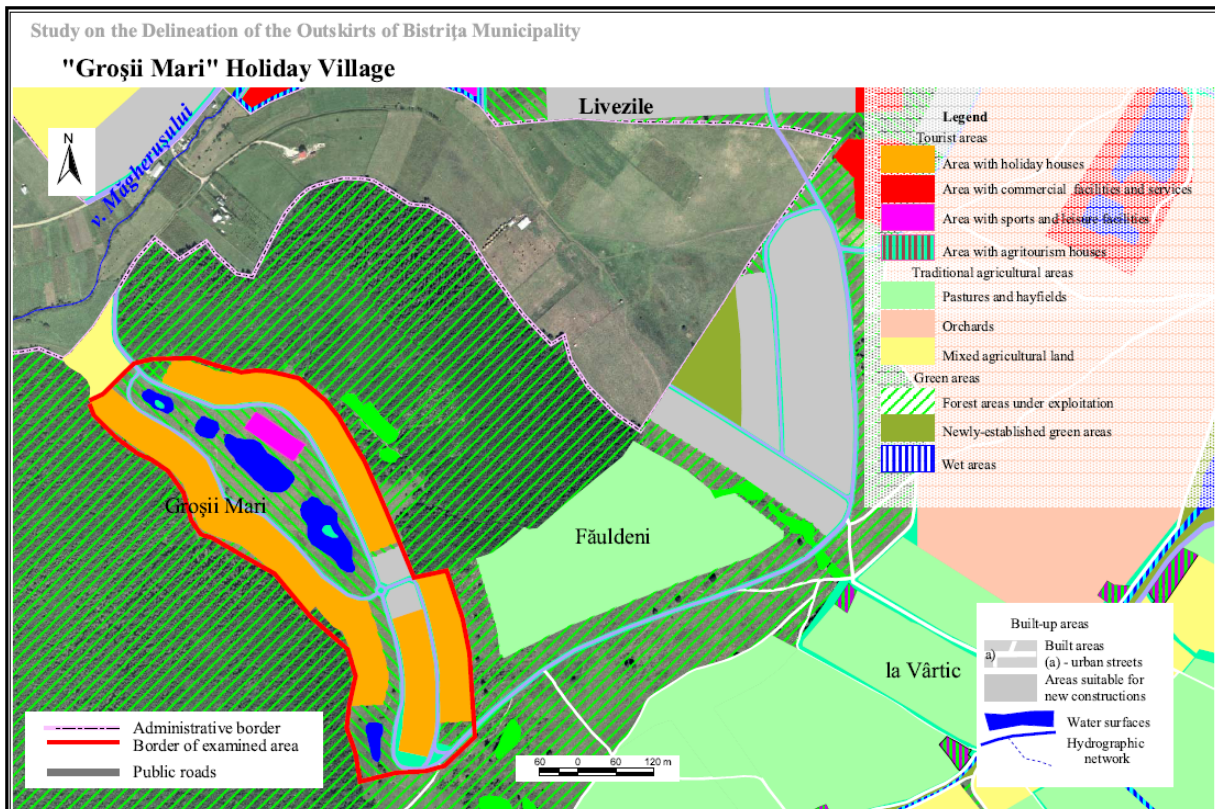 Study on the Delineation of the Outskirts of Bistriţa Municipality
"Groşii Mari" Holiday Village
Livezile
N
v. Măgheruşului
Legend
Tourist areas
Area with holiday houses
Area with commercial facilities and services
Area with sports and leisure facilities
Area with agritourism houses
Traditional agricultural areas
Pastures and hayfields
Orchards
Mixed agricultural land
Green areas
Forest areas under exploitation
Newly-established green areas
Wet areas
Groşii Mari
Făuldeni
la Vârtic
Built-up areas
a)
Built areas
(a) - urban streets
Areas suitable for
new constructions
Water surfaces
Hydrographic
network
Administrative border
Border of examined area
Public roads
60 0 60 120 m